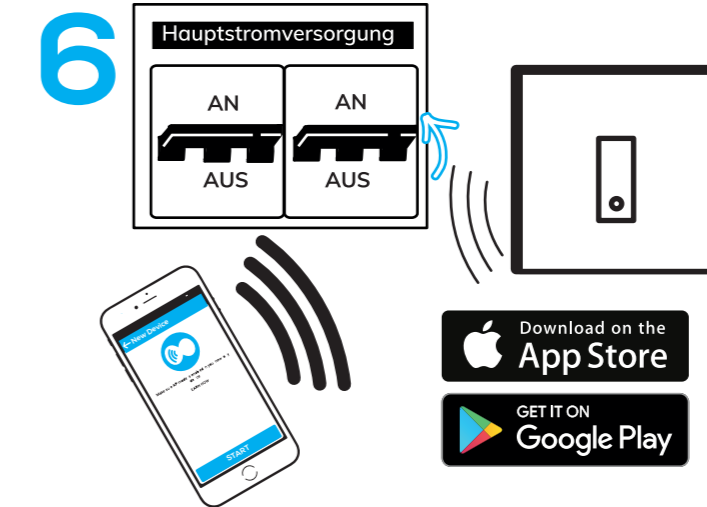 6
Hauptstromversorgung
AN
AN
AUS
AUS
New Device
START
Download on the
App Store
GET IT ON
Google Play